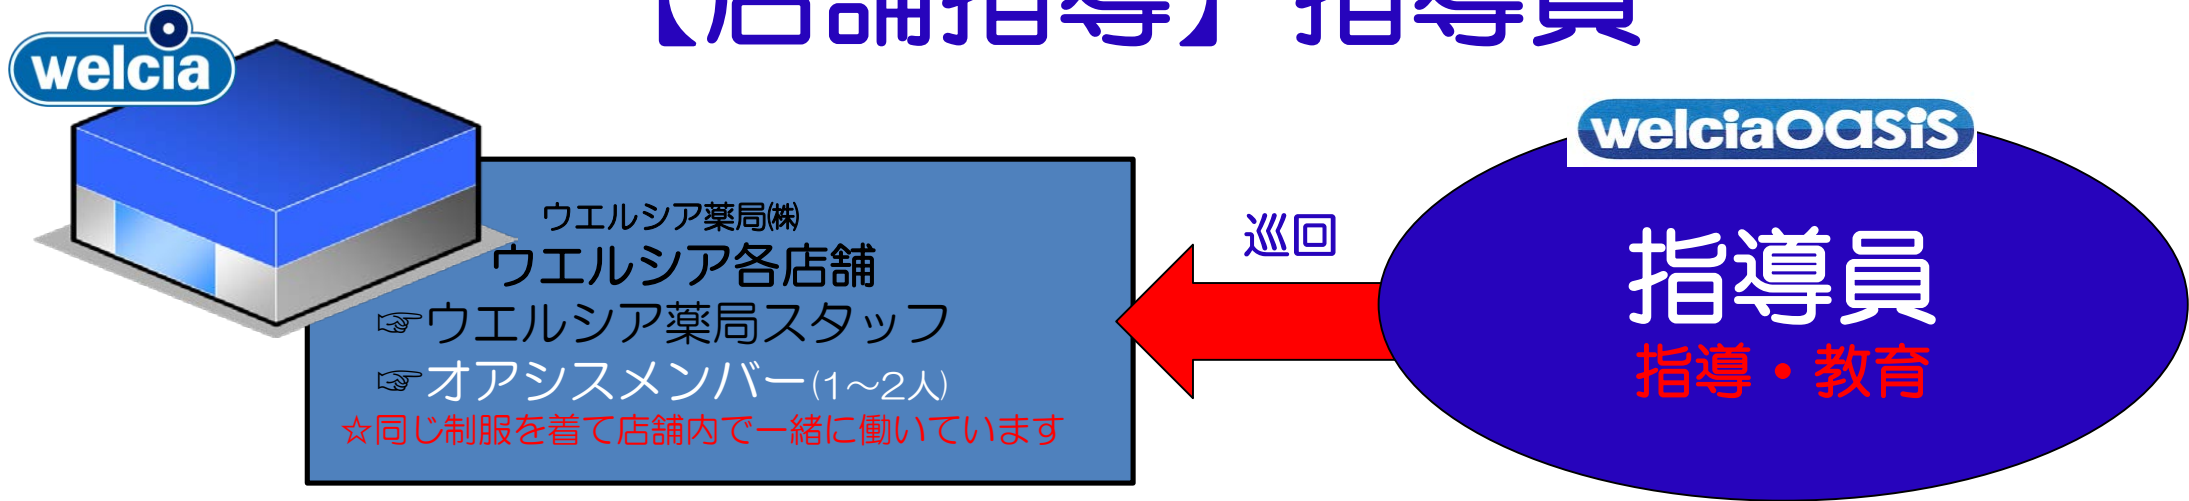 【店舗指導】指導員
welcia
welciaOasis
ウエルシア薬局㈱
ウエルシア各店舗
☞ウエルシア薬局スタッフ
☞オアシスメンバー(1～2人)
☆同じ制服を着て店舗内で一緒に働いています
巡回
指導員
指導・教育